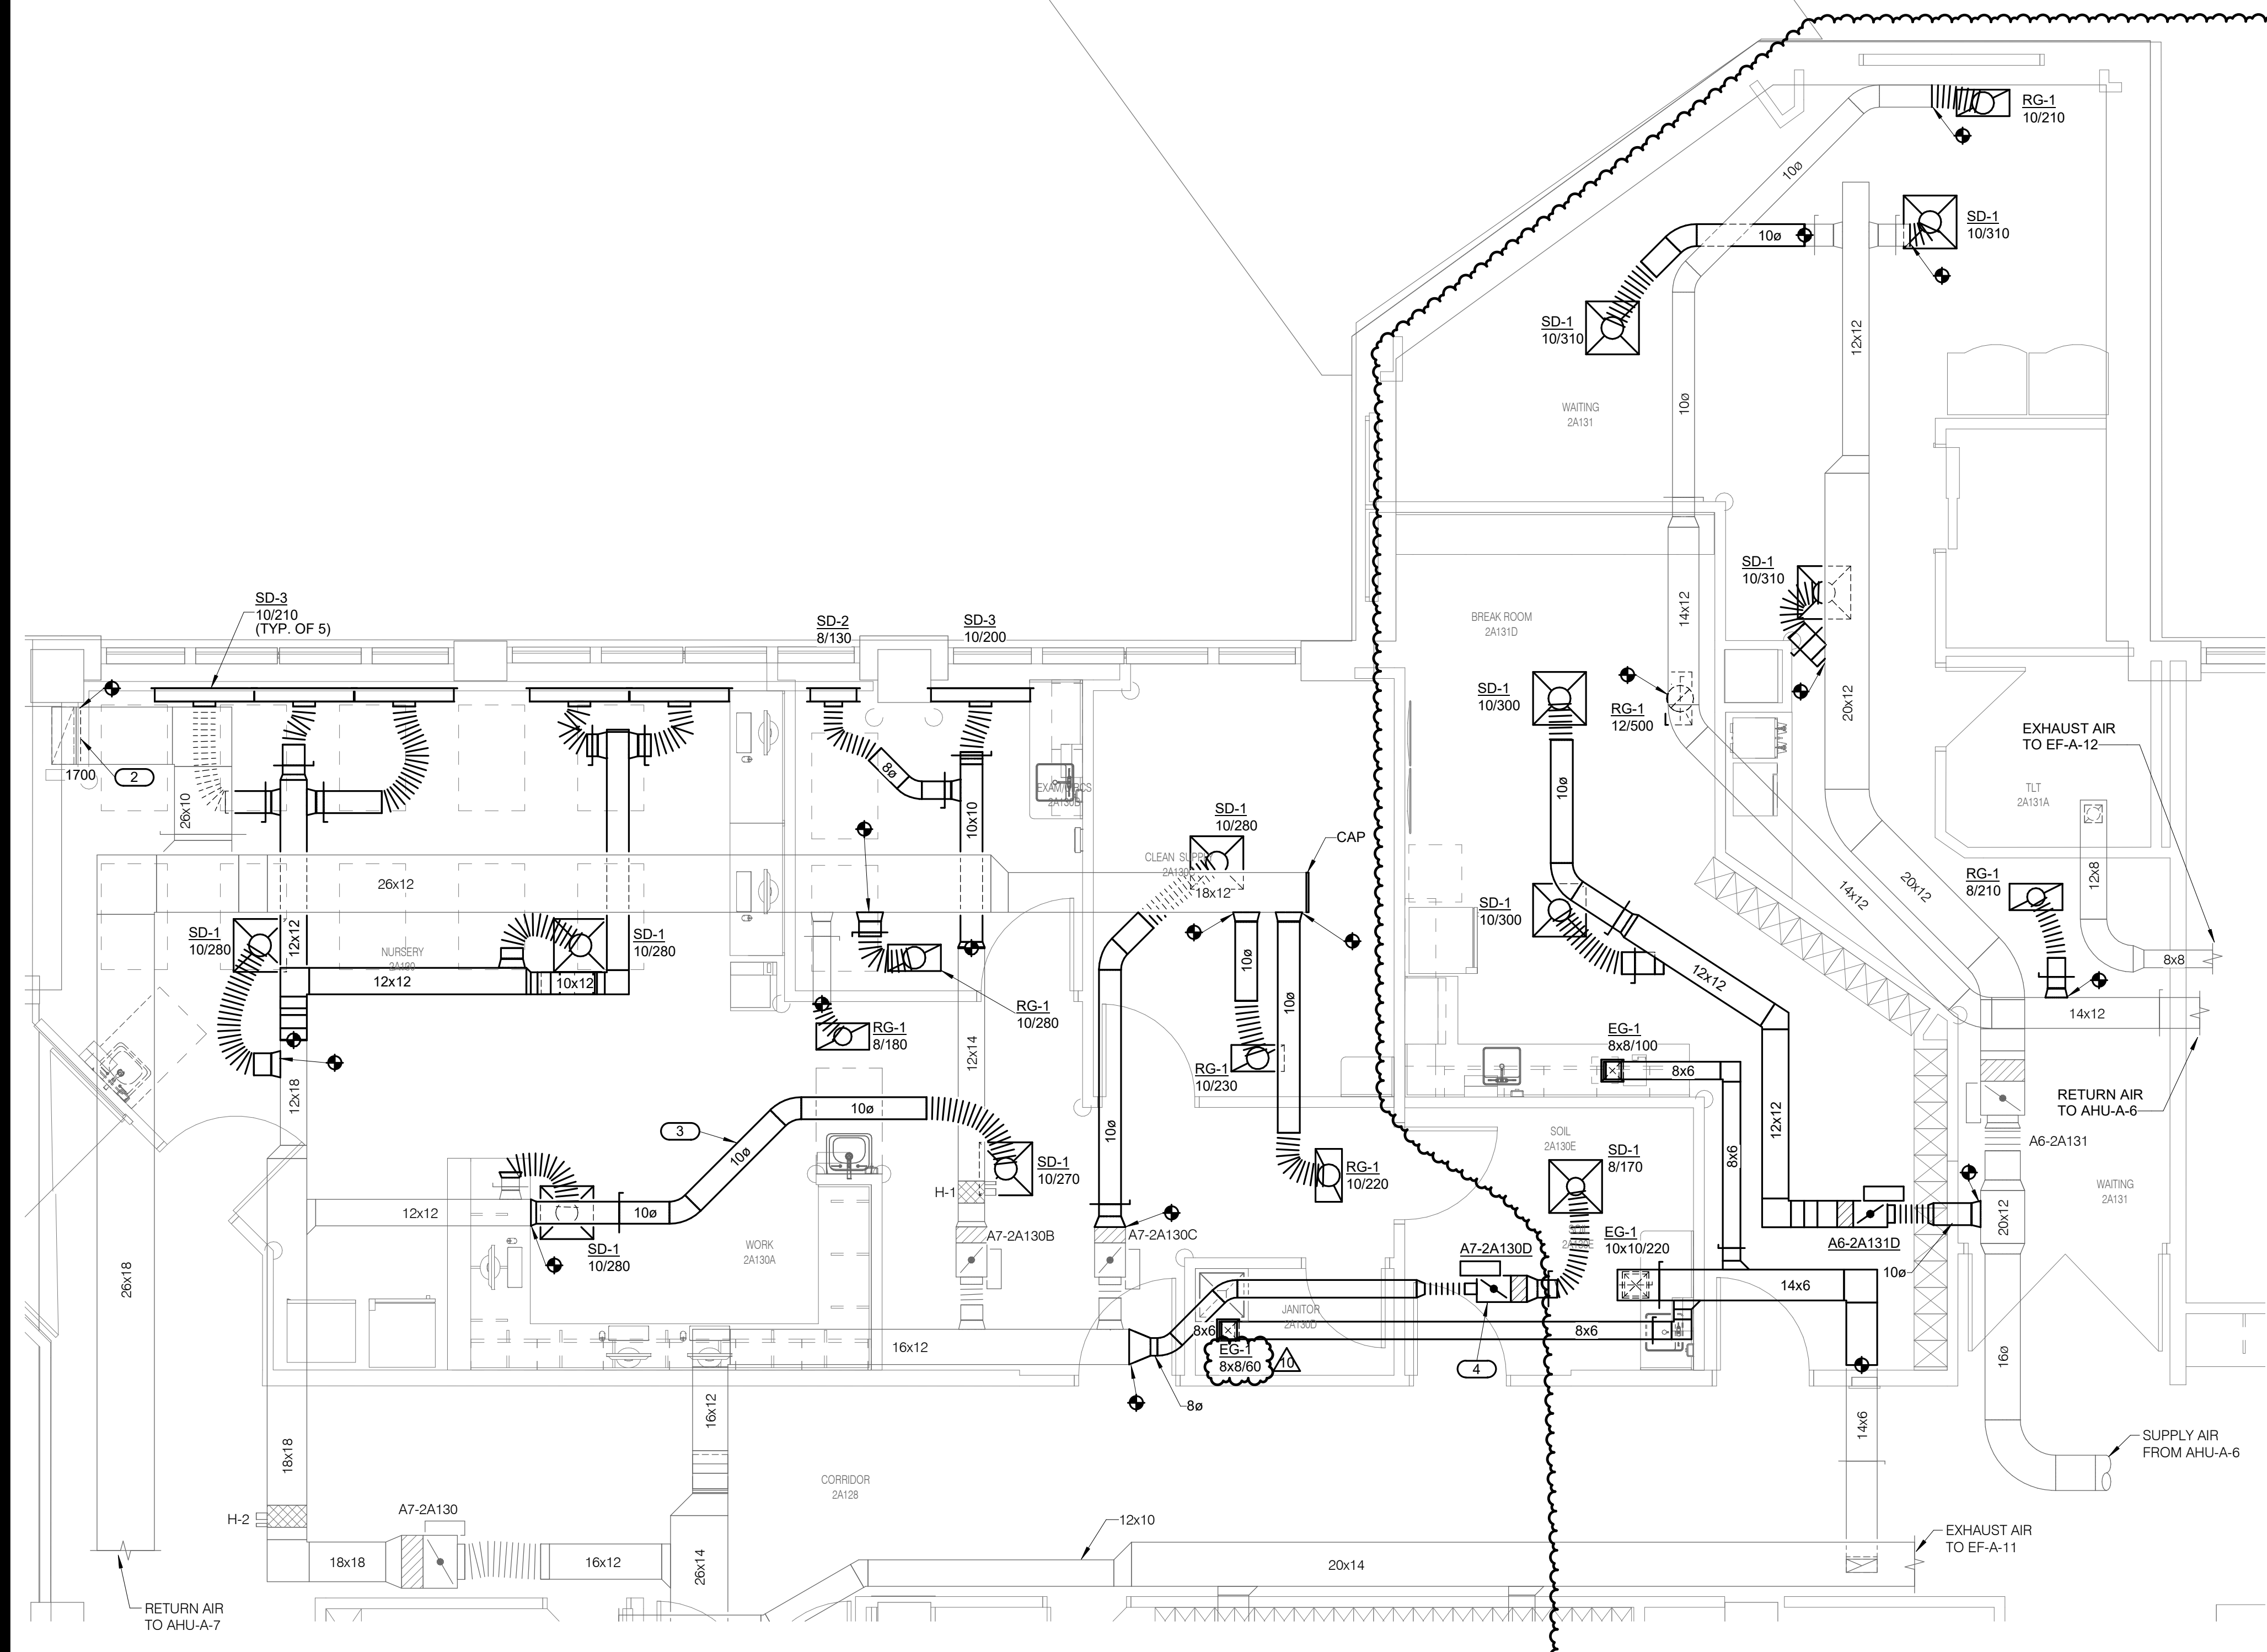 RG-1
10/210
10ø
SD-1
10/310
10ø
SD-1
10/310
12x12
10ø
WAITING
2A131
SD-1
10/310
SD-3
10/210
(TYP. OF 5)
SD-2
8/130
SD-3
10/200
BREAK ROOM
2A131D
14x12
SD-1
10/300
RG-1
12/500
20x12
EXHAUST AIR
TO EF-A-12
1700
2
26x10
8ø
10x10
10ø
TLT
2A131A
SD-1
10/280
CAP
CLEAN SUPPLY
2A130
18x12
26x12
12x8
RG-1
8/210
14x12
20x12
SD-1
10/300
SD-1
10/280
12x12
NURSERY
2A130
SD-1
10/280
12x12
10x12
10ø
10ø
12x12
8x8
RG-1
10/280
RG-1
8/180
14x12
EG-1
8x8/100
8x6
12x14
RG-1
10/230
12x18
RETURN AIR
TO AHU-A-6
3
10ø
10ø
10ø
12x12
8x6
SOIL
2A130E
SD-1
8/170
A6-2A131
SD-1
10/270
RG-1
10/220
H-1
12x12
10ø
WAITING
2A131
20x12
A7-2A130B
A7-2A130C
WORK
2A130A
SD-1
10/280
A7-2A130D
EG-1
10x10/220
A6-2A131D
10ø
26x18
14x6
JANITOR
2A130D
8x6
8x6
16x12
EG-1
8x8/60
10
4
16ø
8ø
16x12
14x6
18x18
SUPPLY AIR
FROM AHU-A-6
CORRIDOR
2A128
A7-2A130
H-2
12x10
EXHAUST AIR
TO EF-A-11
18x18
16x12
26x14
20x14
RETURN AIR
TO AHU-A-7